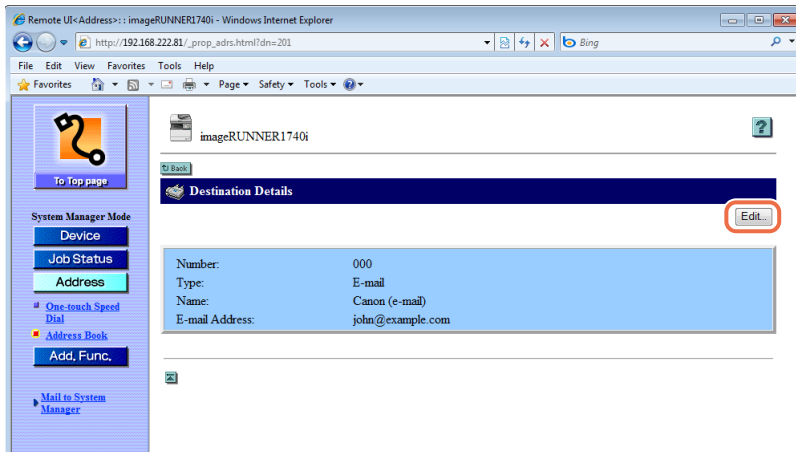 Remote UI<Address>: : imageRUNNER1740i - Windows Internet Explorer
http://192.168.222.81/_prop_adrs.html?dn=201
Bing
File Edit View Favorites Tools Help
Favorites Page Safety Tools
imageRUNNER1740i
To Top page
Back
Destination Details
System Manager Mode
Edit...
Device
Job Status
Address
One-touch Speed
Dial
Address Book
Add. Func.
Mail to System
Manager
Number: 000
Type: E-mail
Name: Canon (e-mail)
E-mail Address: john@example.com